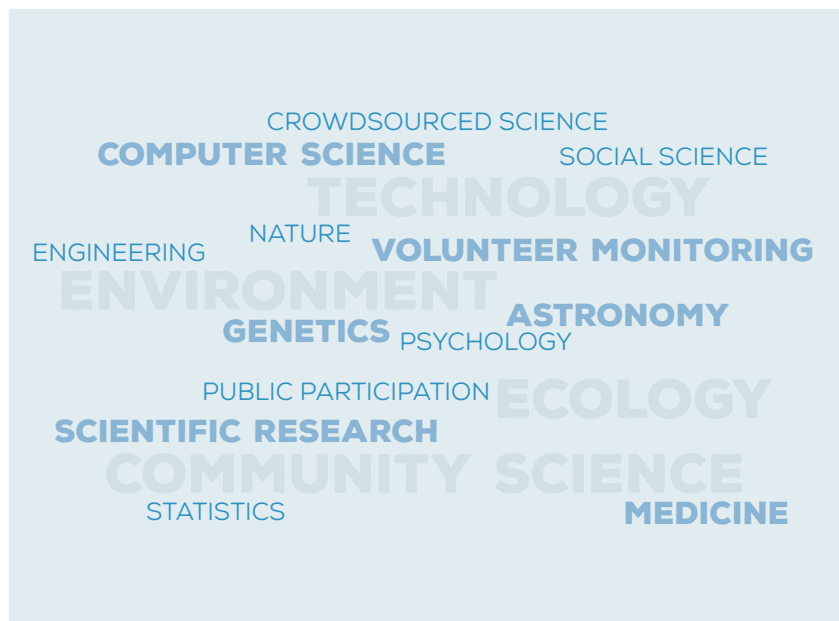 CROWDSOURCED SCIENCE
COMPUTER SCIENCE
SOCIAL SCIENCE
TECHNOLOGY
NATURE
ENGINEERING
VOLUNTEER MONITORING
ENVIRONMENT
ASTRONOMY
GENETICS
PSYCHOLOGY
PUBLIC PARTICIPATION
ECOLOGY
SCIENTIFIC RESEARCH
COMMUNITY SCIENCE
STATISTICS
MEDICINE